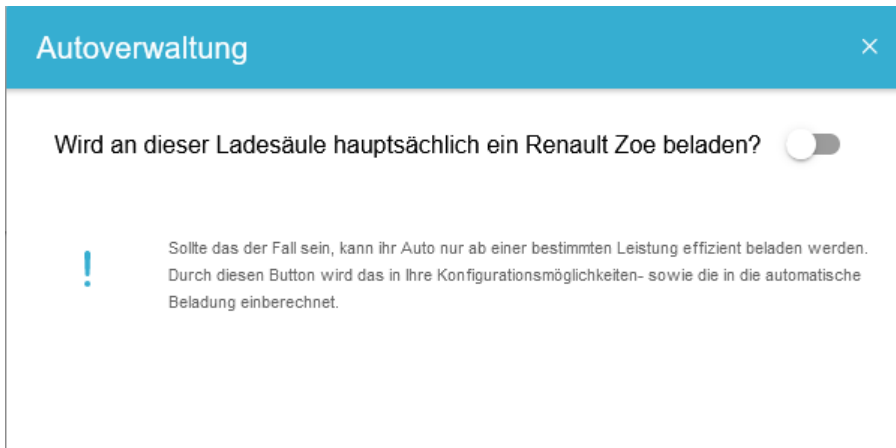 Autoverwaltung
Wird an dieser Ladesäule hauptsächlich ein Renault Zoe beladen?
Sollte das der Fall sein, kann ihr Auto nur ab einer bestimmten Leistung effizient beladen werden.
Durch diesen Button wird das in Ihre Konfigurationsmöglichkeiten- sowie die in die automatische
Beladung einberechnet.